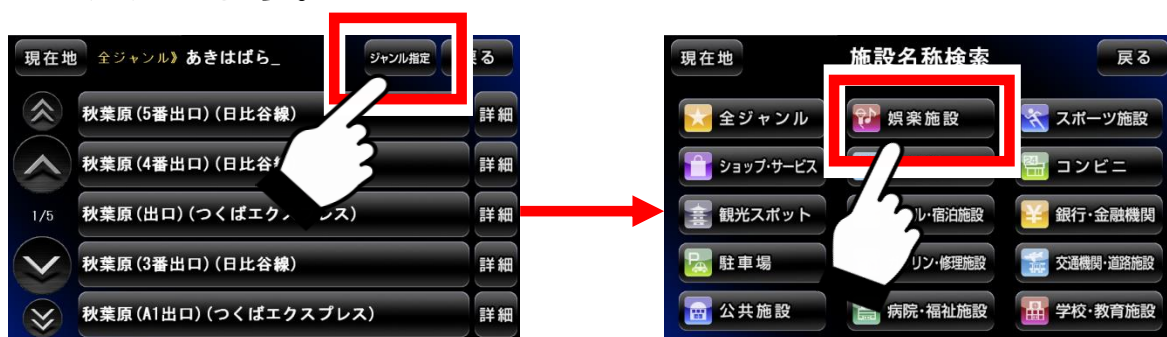 現在地 全ジャンル》あきはばら_ ジャンル指定 る
秋葉原(5番出口)(日比谷線) 詳細
秋葉原(4番出口)(日比谷 詳細
1/5 秋葉原(出口)(つくばエク レス) 詳細
秋葉原(3番出口)(日比谷線) 詳細
秋葉原(A1出口)(つくばエクスプレス) 詳細
現在地 施設名称検索 戻る
全ジャンル 娯楽施設 スポーツ施設
ショップ・サービス コンビニ
観光スポット ル・宿泊施設 銀行・金融機関
駐車場 リン・修理施設 交通機関・道路施設
公共施設 病院・福祉施設 学校・教育施設